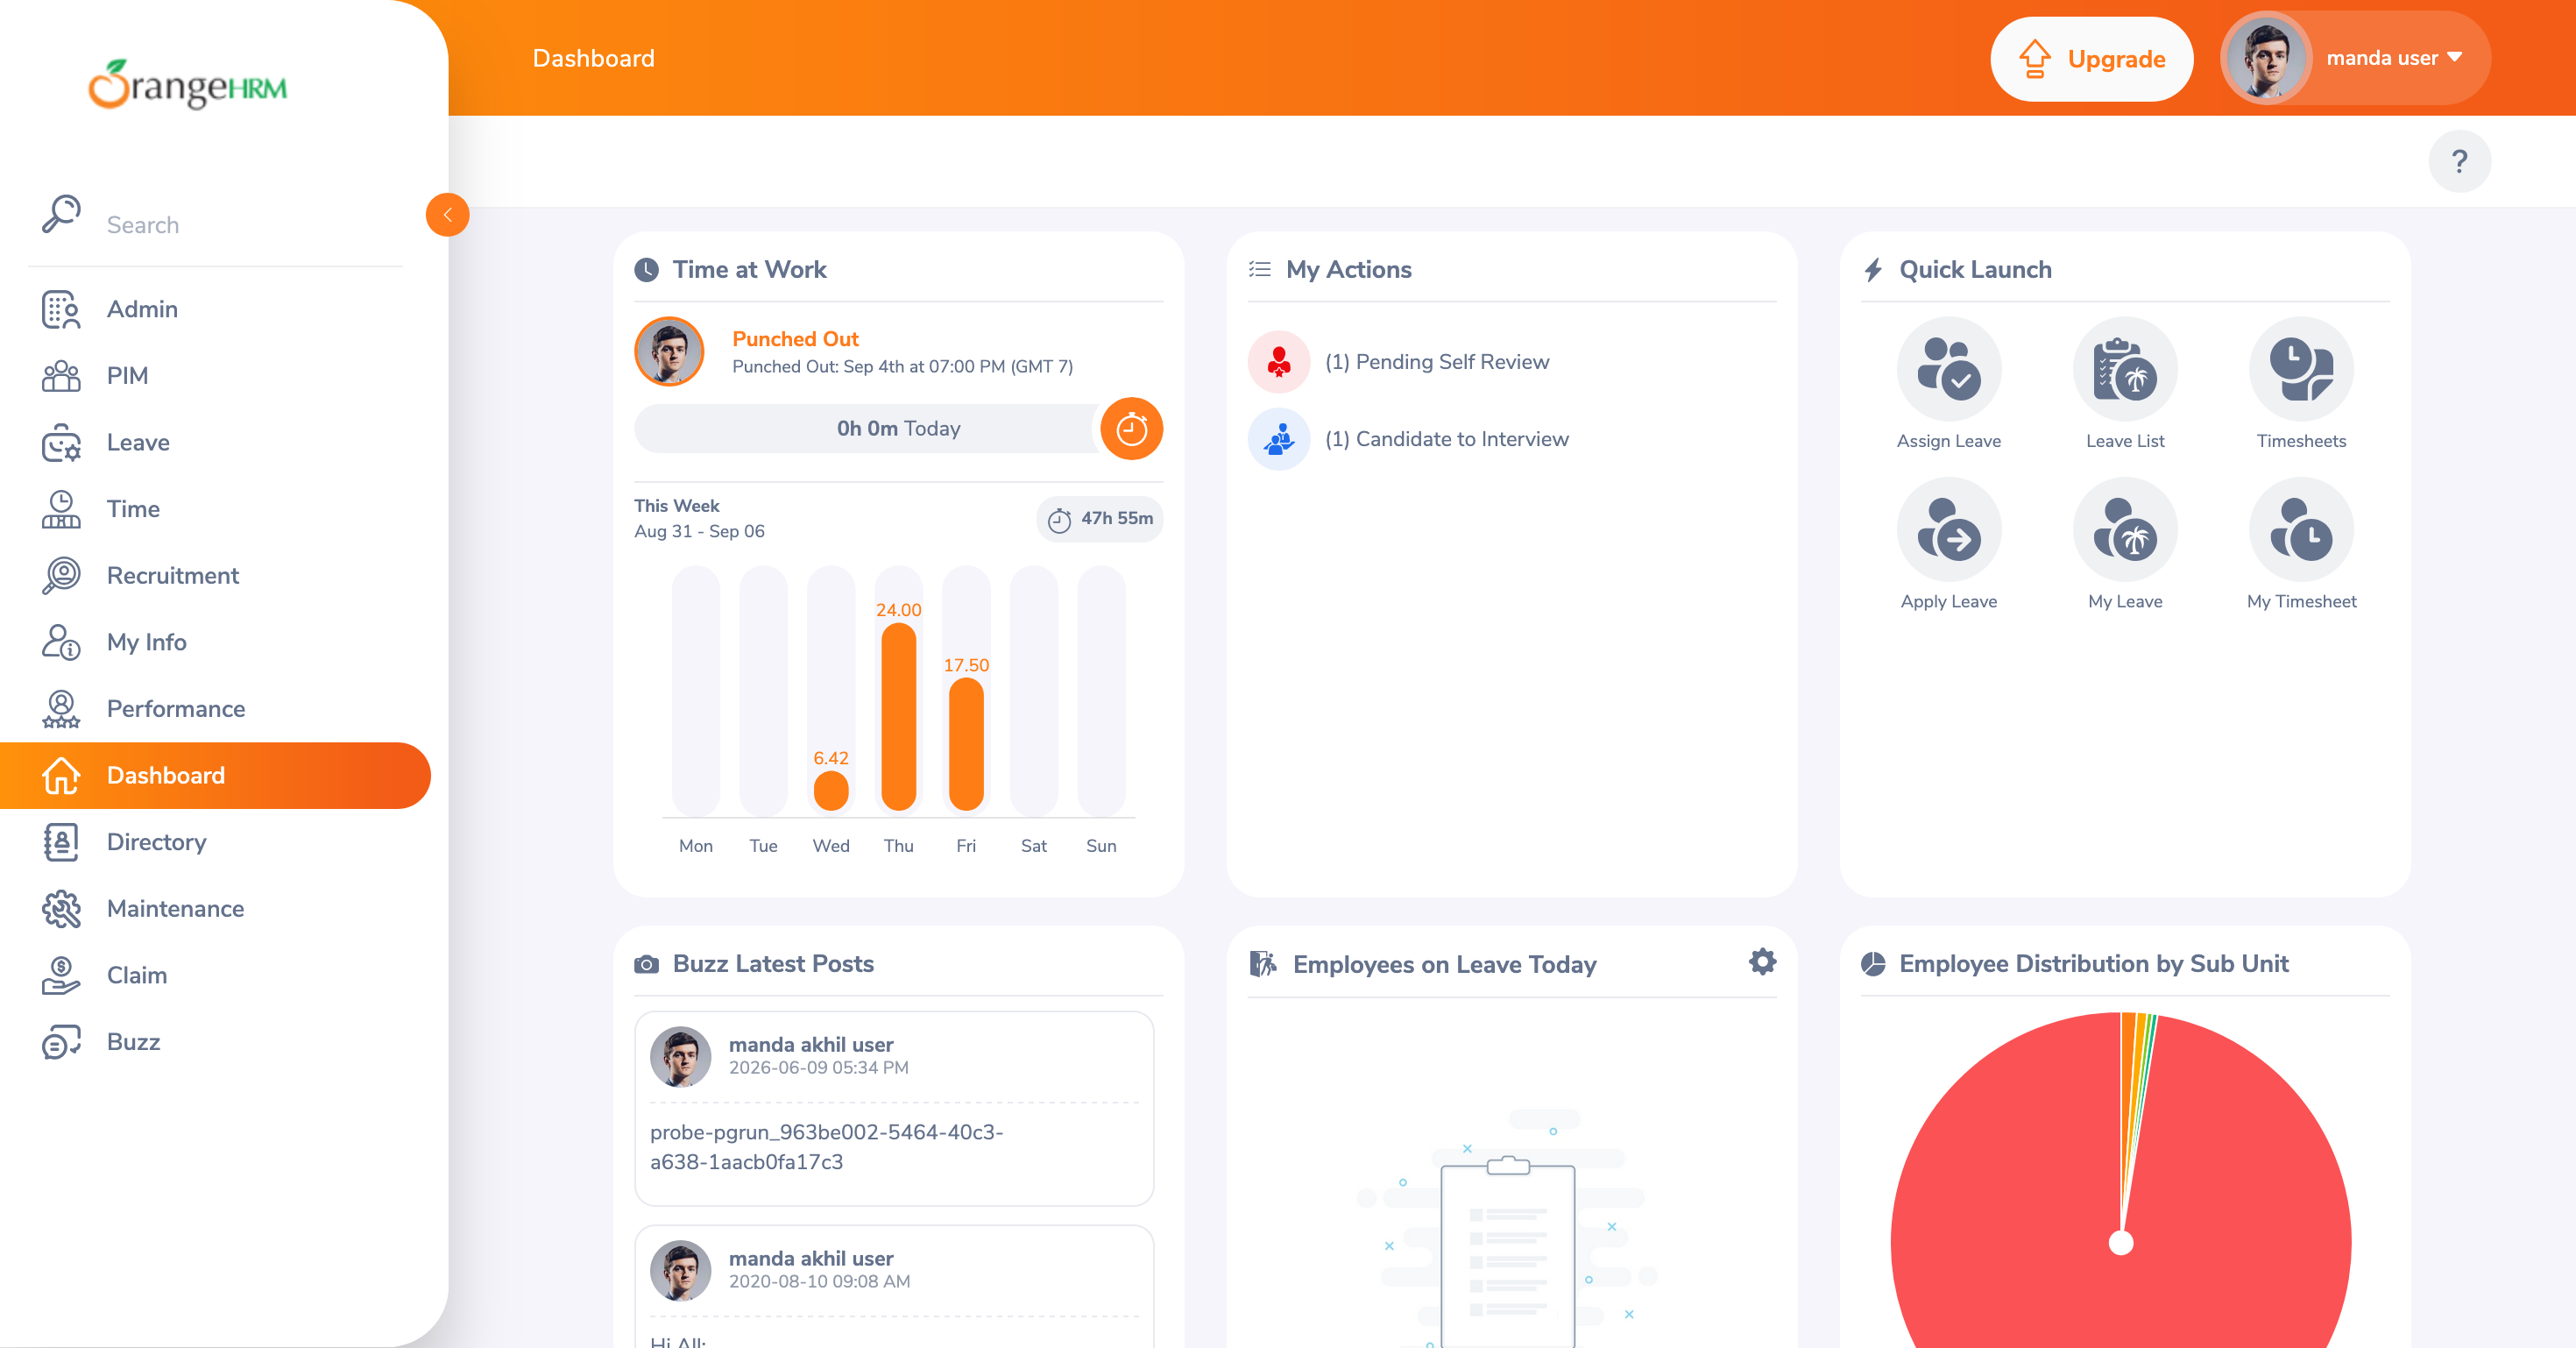 OrangeHRM
Search
Admin
PIM
Leave
Time
Recruitment
My Info
Performance
Dashboard
Directory
Maintenance
Claim
Buzz
Dashboard
Upgrade
manda user
?
Time at Work
Punched Out
Punched Out: Sep 4th at 07:00 PM (GMT 7)
0h 0m Today
This Week
Aug 31 - Sep 06
47h 55m
24.00
17.50
6.42
Mon Tue Wed Thu Fri Sat Sun
My Actions
(1) Pending Self Review
(1) Candidate to Interview
Quick Launch
Assign Leave Leave List Timesheets
Apply Leave My Leave My Timesheet
Buzz Latest Posts
manda akhil user
2026-06-09 05:34 PM
probe-pgrun_963be002-5464-40c3-
a638-1aacb0fa17c3
manda akhil user
2020-08-10 09:08 AM
Hi All;
Employees on Leave Today
Employee Distribution by Sub Unit